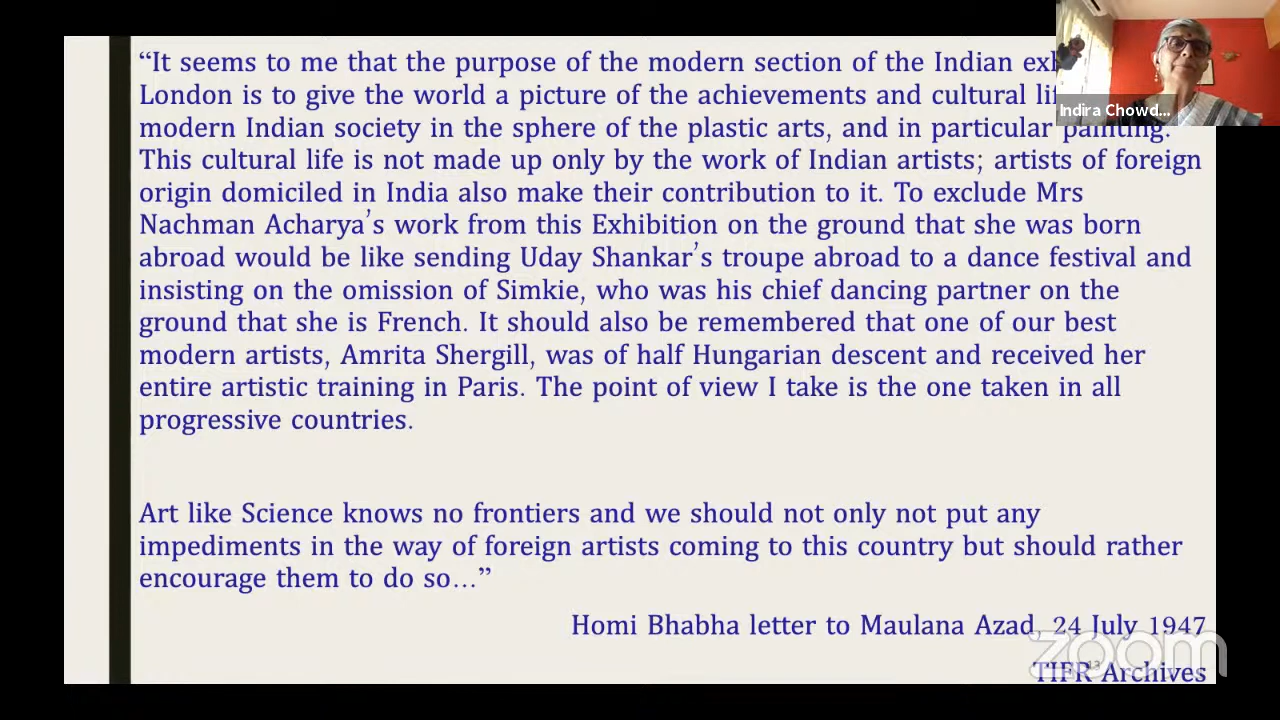 “It seems to me that the purpose of the modern section of the Indian
London is to give the world a picture of the achievements and cultural
modern Indian society in the sphere of the plastic arts, and in particular painting.
This cultural life is not made up only by the work of Indian artists; artists of foreign
origin domiciled in India also make their contribution to it. To exclude Mrs
Nachman Acharya’s work from this Exhibition on the ground that she was born
abroad would be like sending Uday Shankar’s troupe abroad to a dance festival and
insisting on the omission of Simkie, who was his chief dancing partner on the
ground that she is French. It should also be remembered that one of our best
modern artists, Amrita Shergill, was of half Hungarian descent and received her
entire artistic training in Paris. The point of view I take is the one taken in all
progressive countries.
Art like Science knows no frontiers and we should not only not put any
impediments in the way of foreign artists coming to this country but should rather
encourage them to do so…”
Homi Bhabha letter to Maulana Azad, 24 July 1947
TIFR Archives
13
Indira Chowd...
zoom